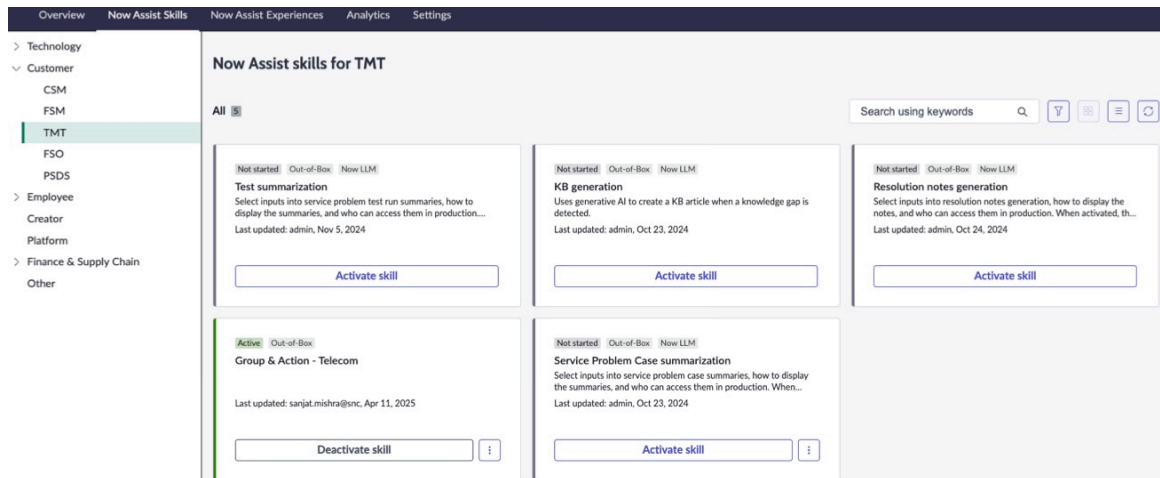 Overview Now Assist Skills Now Assist Experiences Analytics Settings
Technology
Customer
CSM
FSM
TMT
FSO
PSDS
Employee
Creator
Platform
Finance & Supply Chain
Other
Now Assist skills for TMT
All 5
Search using keywords
Not started Out-of-Box Now LLM
Test summarization
Select inputs into service problem test run summaries, how to
display the summaries, and who can access them in production....
Last updated: admin, Nov 5, 2024
Activate skill
Not started Out-of-Box Now LLM
KB generation
Uses generative AI to create a KB article when a knowledge gap is
detected.
Last updated: admin, Oct 23, 2024
Activate skill
Not started Out-of-Box Now LLM
Resolution notes generation
Select inputs into resolution notes generation, how to display the
notes, and who can access them in production. When activated, th...
Last updated: admin, Oct 24, 2024
Activate skill
Active Out-of-Box
Group & Action - Telecom
Last updated: sanjat.mishra@snc, Apr 11, 2025
Deactivate skill
Not started Out-of-Box Now LLM
Service Problem Case summarization
Select inputs into service problem case summaries, how to display
the summaries, and who can access them in production. When...
Last updated: admin, Oct 23, 2024
Activate skill